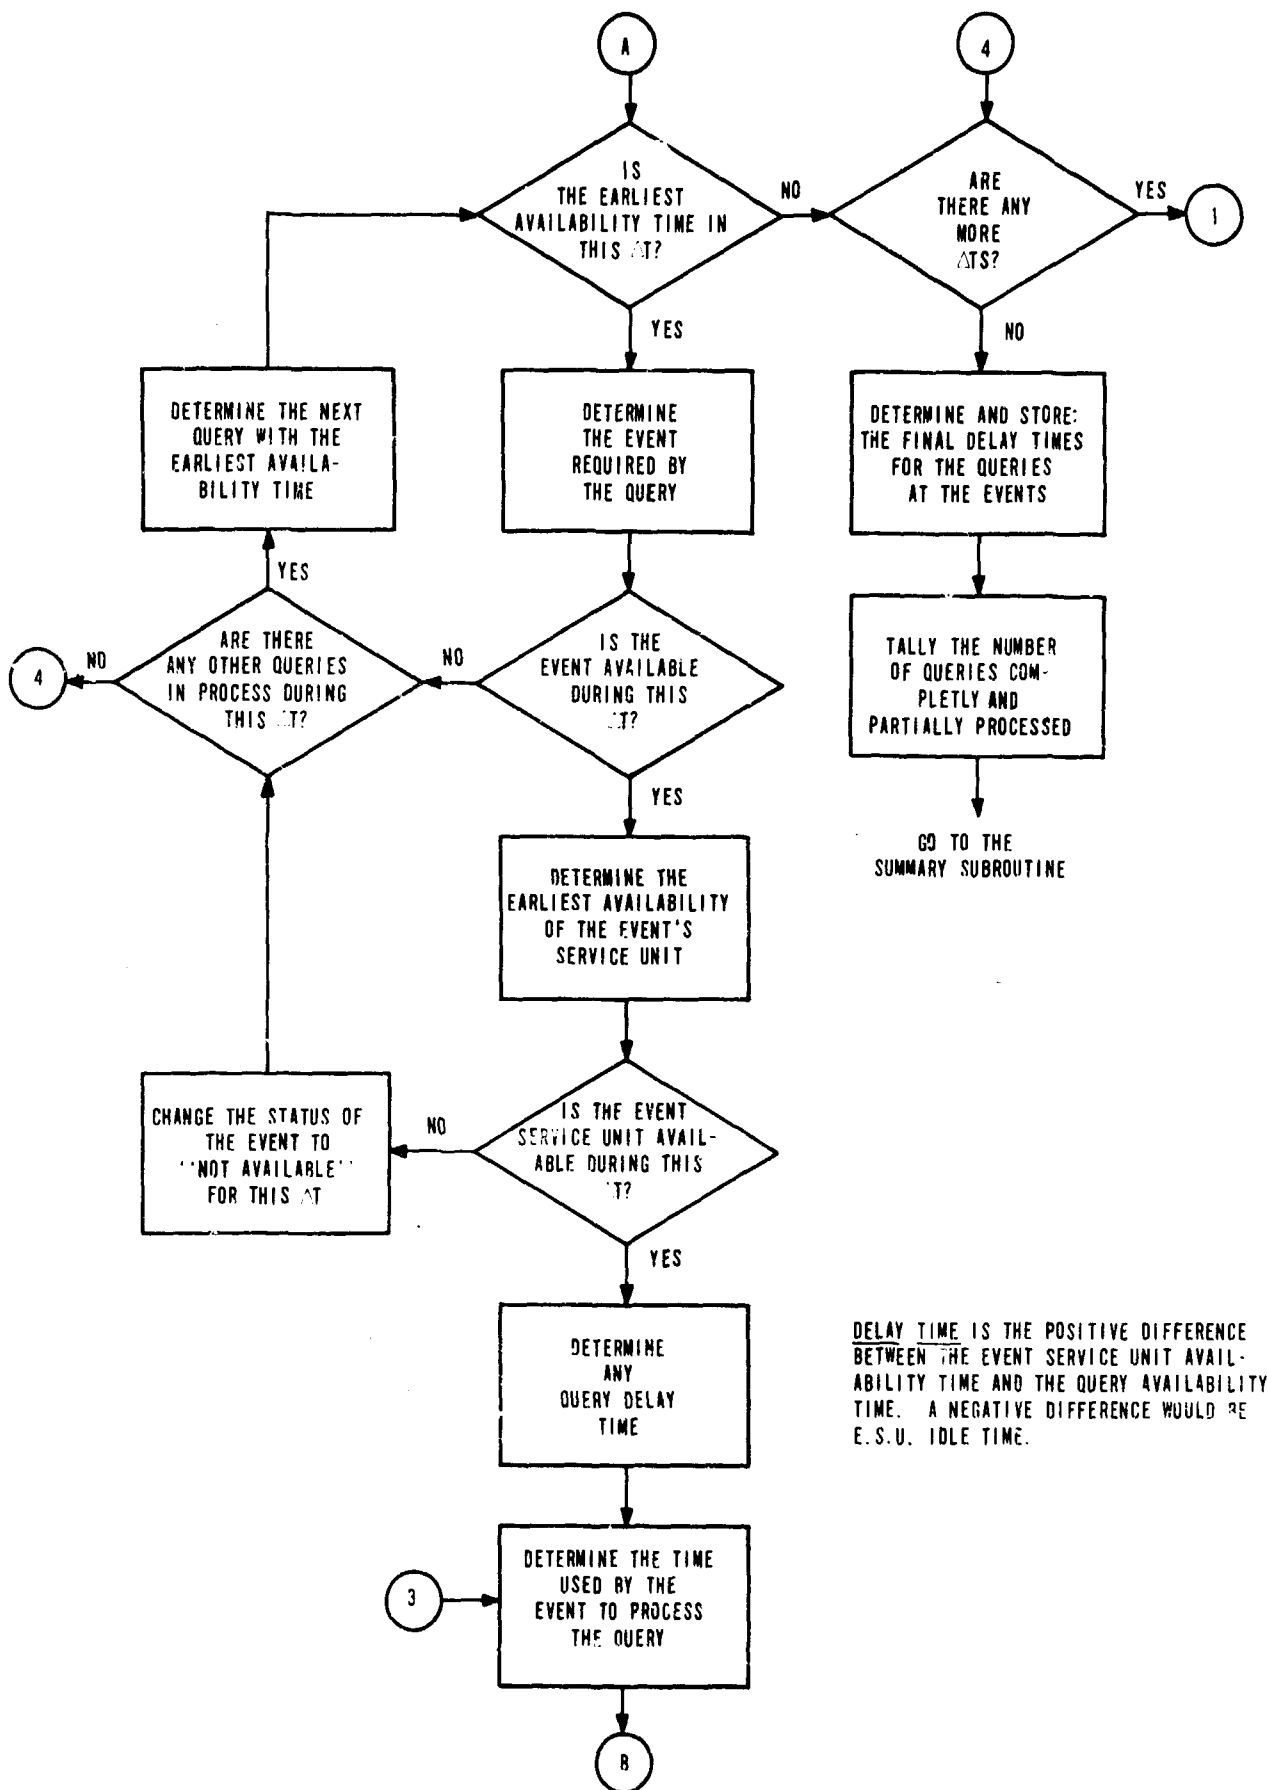 A
4
IS
THE EARLIEST
AVAILABILITY TIME IN
THIS ΔT?
NO
ARE
THERE ANY
MORE
ΔTS?
YES
1
YES
NO
DETERMINE THE NEXT
QUERY WITH THE
EARLIEST AVAILA-
BILITY TIME
DETERMINE
THE EVENT
REQUIRED BY
THE QUERY
DETERMINE AND STORE:
THE FINAL DELAY TIMES
FOR THE QUERIES
AT THE EVENTS
YES
4
NO
ARE THERE
ANY OTHER QUERIES
IN PROCESS DURING
THIS ΔT?
NO
IS THE
EVENT AVAILABLE
DURING THIS
ΔT?
TALLY THE NUMBER
OF QUERIES COM-
PLETLY AND
PARTIALLY PROCESSED
YES
GO TO THE
SUMMARY SUBROUTINE
DETERMINE THE
EARLIEST AVAILABILITY
OF THE EVENT'S
SERVICE UNIT
CHANGE THE STATUS OF
THE EVENT TO
''NOT AVAILABLE''
FOR THIS ΔT
NO
IS THE EVENT
SERVICE UNIT AVAIL-
ABLE DURING THIS
ΔT?
YES
DETERMINE
ANY
QUERY DELAY
TIME
DELAY TIME IS THE POSITIVE DIFFERENCE
BETWEEN THE EVENT SERVICE UNIT AVAIL-
ABILITY TIME AND THE QUERY AVAILABILITY
TIME. A NEGATIVE DIFFERENCE WOULD BE
E.S.U. IDLE TIME.
3
DETERMINE THE TIME
USED BY THE
EVENT TO PROCESS
THE QUERY
B